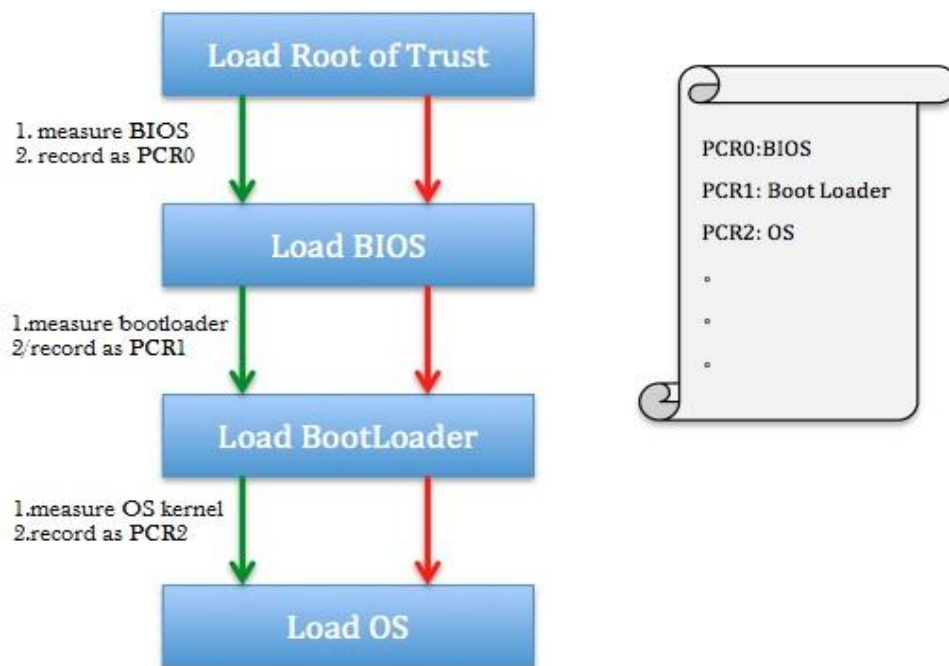 Load Root of Trust
1. measure BIOS
2. record as PCR0
Load BIOS
1.measure bootloader
2/record as PCR1
Load BootLoader
1.measure OS kernel
2.record as PCR2
Load OS
PCR0:BIOS
PCR1: Boot Loader
PCR2: OS